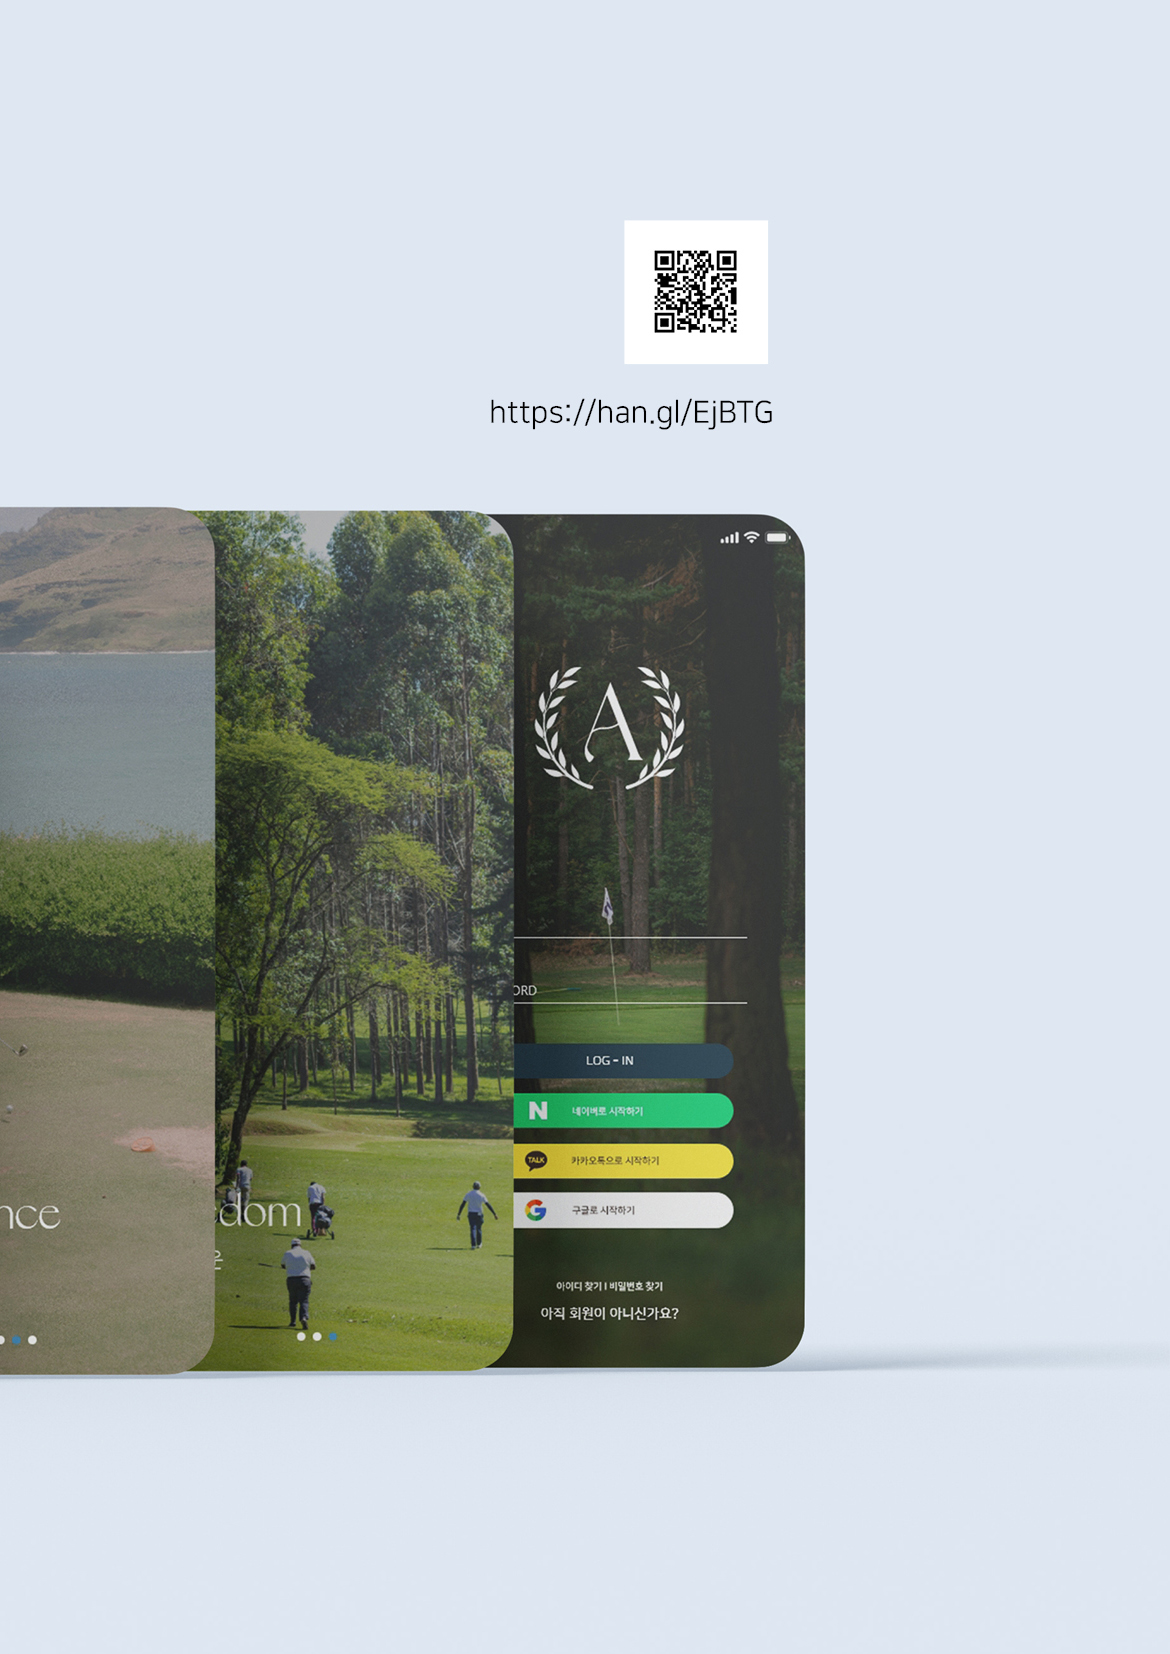 https://han.gl/EjBTG
A
ORD
LOG - IN
N 네이버로 시작하기
TALK 카카오톡으로 시작하기
G 구글로 시작하기
nce
dom
운
아이디 찾기 I 비밀번호 찾기
아직 회원이 아니신가요?